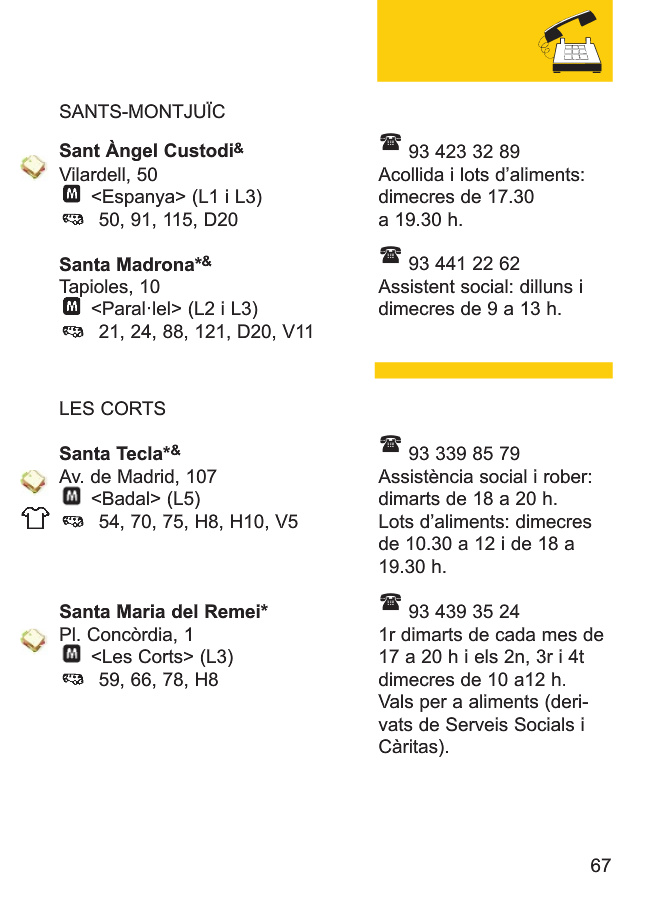 SANTS-MONTJUÏC
Sant Àngel Custodi&
Vilardell, 50
M <Espanya> (L1 i L3)
50, 91, 115, D20
93 423 32 89
Acollida i lots d’aliments:
dimecres de 17.30
a 19.30 h.
Santa Madrona*&
Tapioles, 10
M <Paral·lel> (L2 i L3)
21, 24, 88, 121, D20, V11
93 441 22 62
Assistent social: dilluns i
dimecres de 9 a 13 h.
LES CORTS
Santa Tecla*&
Av. de Madrid, 107
M <Badal> (L5)
54, 70, 75, H8, H10, V5
93 339 85 79
Assistència social i rober:
dimarts de 18 a 20 h.
Lots d’aliments: dimecres
de 10.30 a 12 i de 18 a
19.30 h.
Santa Maria del Remei*
Pl. Concòrdia, 1
M <Les Corts> (L3)
59, 66, 78, H8
93 439 35 24
1r dimarts de cada mes de
17 a 20 h i els 2n, 3r i 4t
dimecres de 10 a12 h.
Vals per a aliments (deri-
vats de Serveis Socials i
Càritas).
67